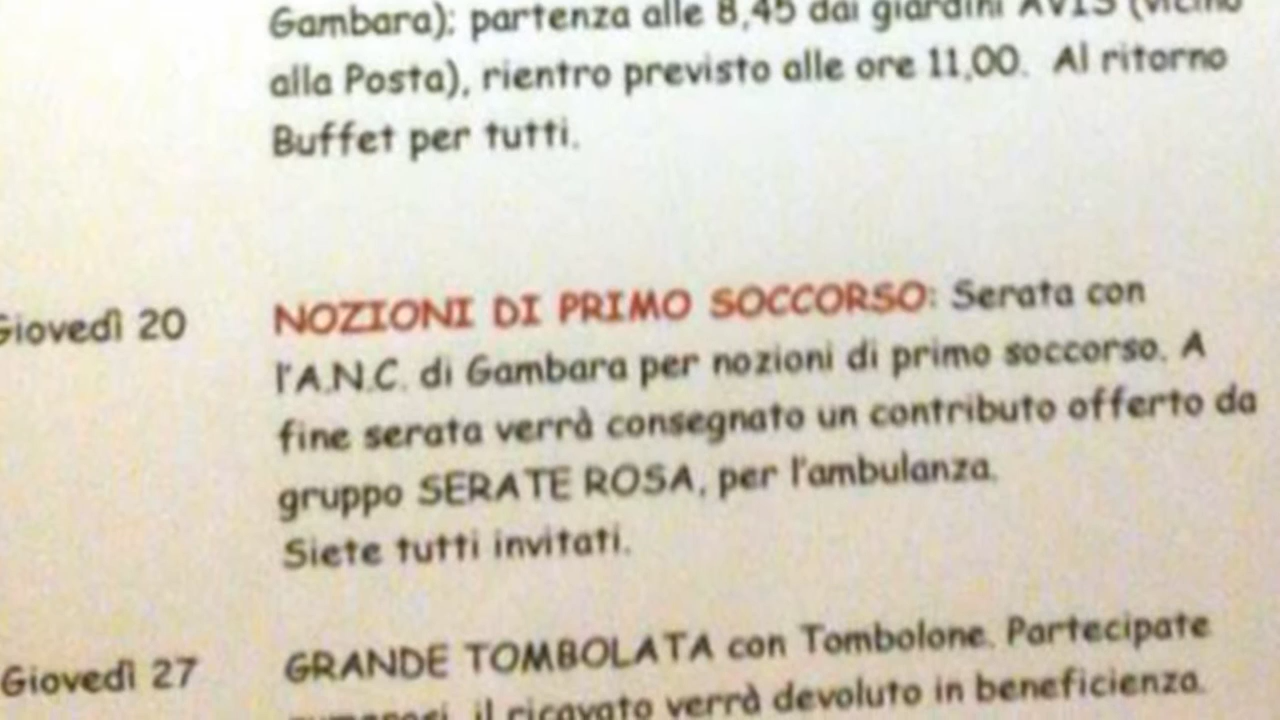 Gambara); partenza alle 8,45 dai giardini AVIS (vicino
alla Posta), rientro previsto alle ore 11,00. Al ritorno
Buffet per tutti.
Giovedì 20 NOZIONI DI PRIMO SOCCORSO: Serata con
l'A.N.C. di Gambara per nozioni di primo soccorso. A
fine serata verrà consegnato un contributo offerto da
gruppo SERATE ROSA, per l'ambulanza.
Siete tutti invitati.
Giovedì 27 GRANDE TOMBOLATA con Tombolone. Partecipate
numerosi, il ricavato verrà devoluto in beneficienza.